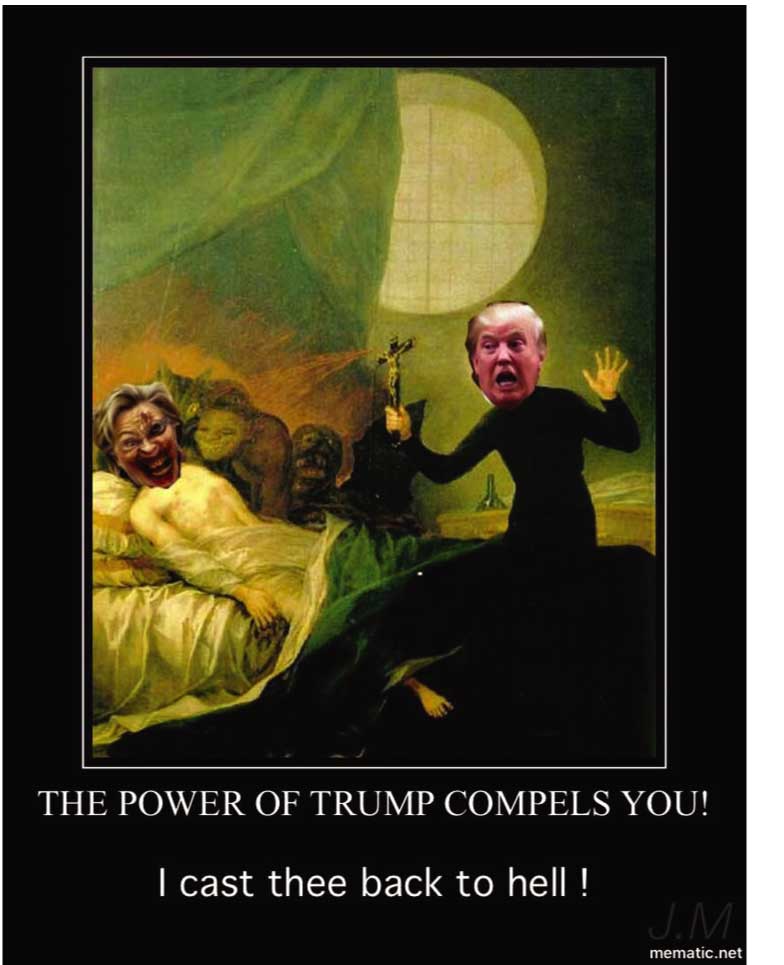 THE POWER OF TRUMP COMPELS YOU!
I cast thee back to hell !
J.M
mematic.net